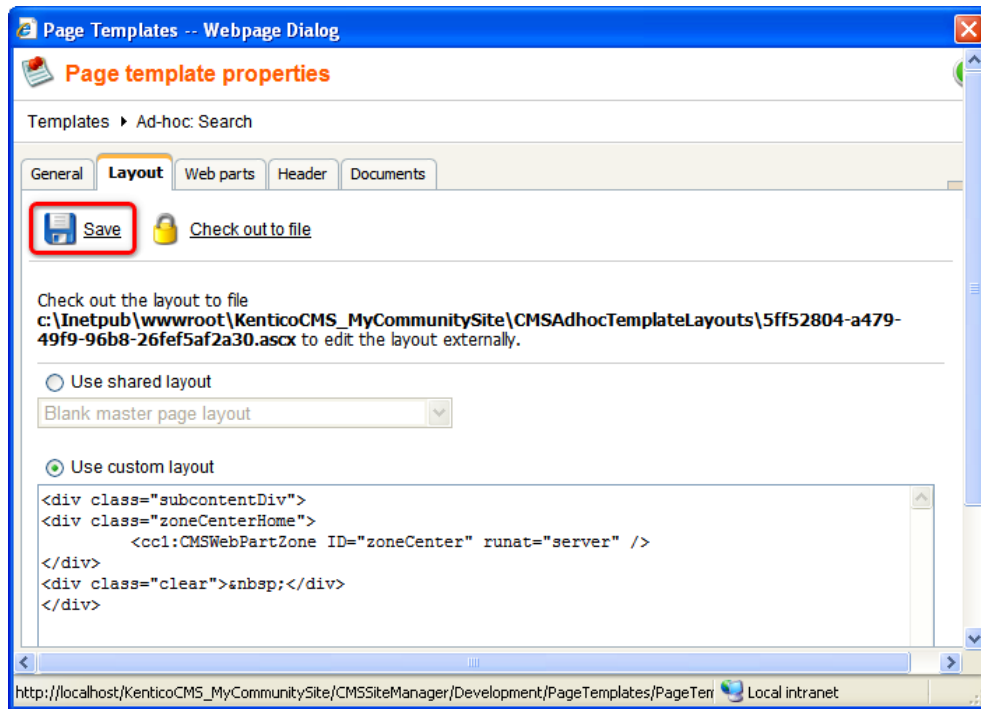 Page Templates -- Webpage Dialog
Page template properties
Templates ▸ Ad-hoc: Search
General Layout Web parts Header Documents
Save Check out to file
Check out the layout to file
c:\Inetpub\wwwroot\KenticoCMS_MyCommunitySite\CMSAdhocTemplateLayouts\5ff52804-a479-
49f9-96b8-26fef5af2a30.ascx to edit the layout externally.
Use shared layout
Blank master page layout
Use custom layout
<div class="subcontentDiv">
<div class="zoneCenterHome">
<cc1:CMSWebPartZone ID="zoneCenter" runat="server" />
</div>
<div class="clear">&nbsp;</div>
</div>
http://localhost/KenticoCMS_MyCommunitySite/CMSSiteManager/Development/PageTemplates/PageTem Local intranet